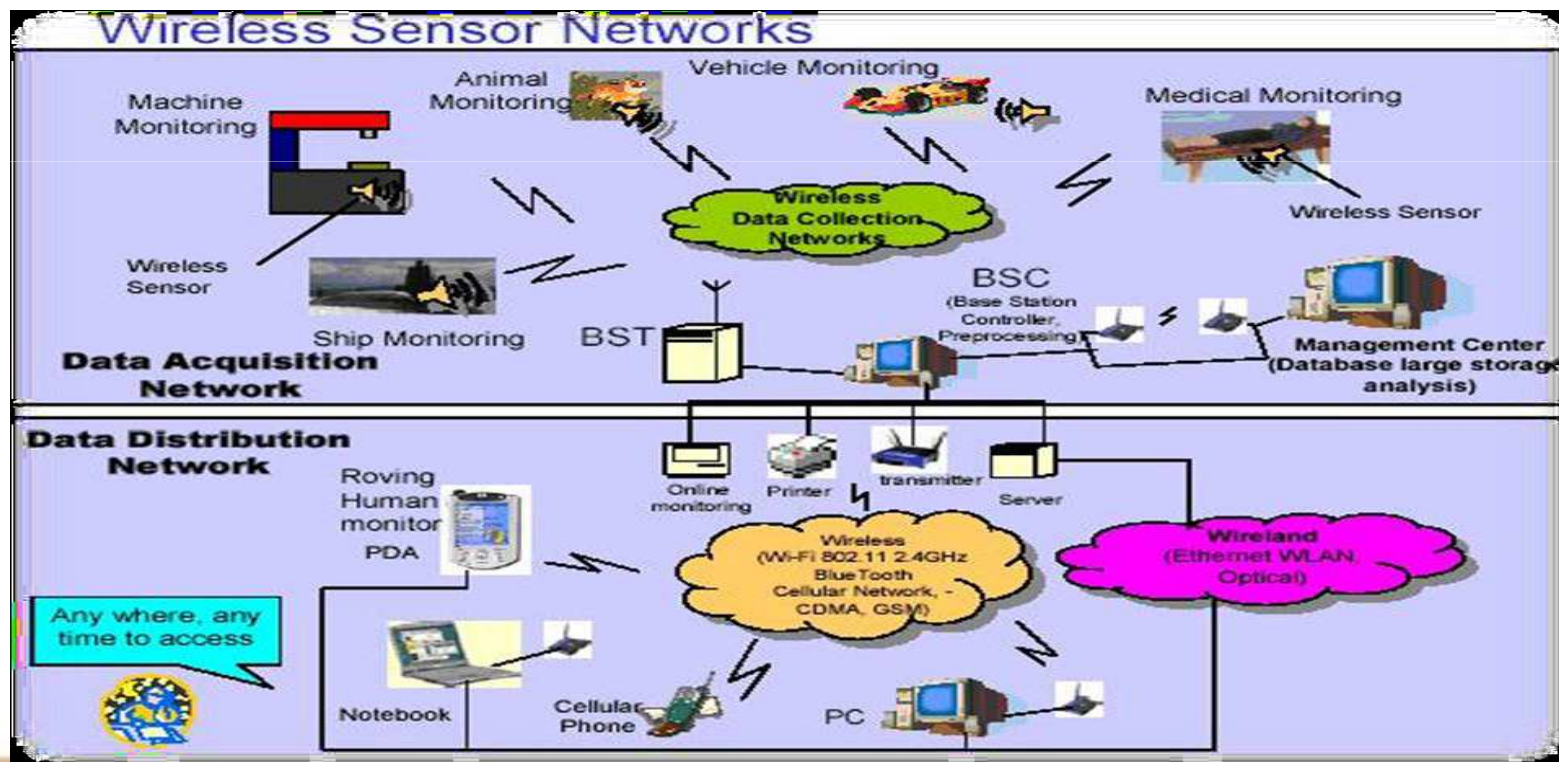 Wireless Sensor Networks
Machine
Monitoring
Animal
Monitoring
Vehicle Monitoring
Medical Monitoring
Wireless
Data Collection
Networks
Wireless Sensor
Wireless
Sensor
Ship Monitoring
BST
BSC
(Base Station
Controller,
Preprocessing)
Management Center
(Database large storage
analysis)
Data Acquisition
Network
Data Distribution
Network
Roving
Human
monitor
PDA
Online
monitoring
Printer
transmitter
Server
Wireless
(Wi-Fi 802.11 2.4GHz
BlueTooth
Cellular Network, -
CDMA, GSM)
Wireland
(Ethernet WLAN,
Optical)
Any where, any
time to access
Notebook
Cellular
Phone
PC